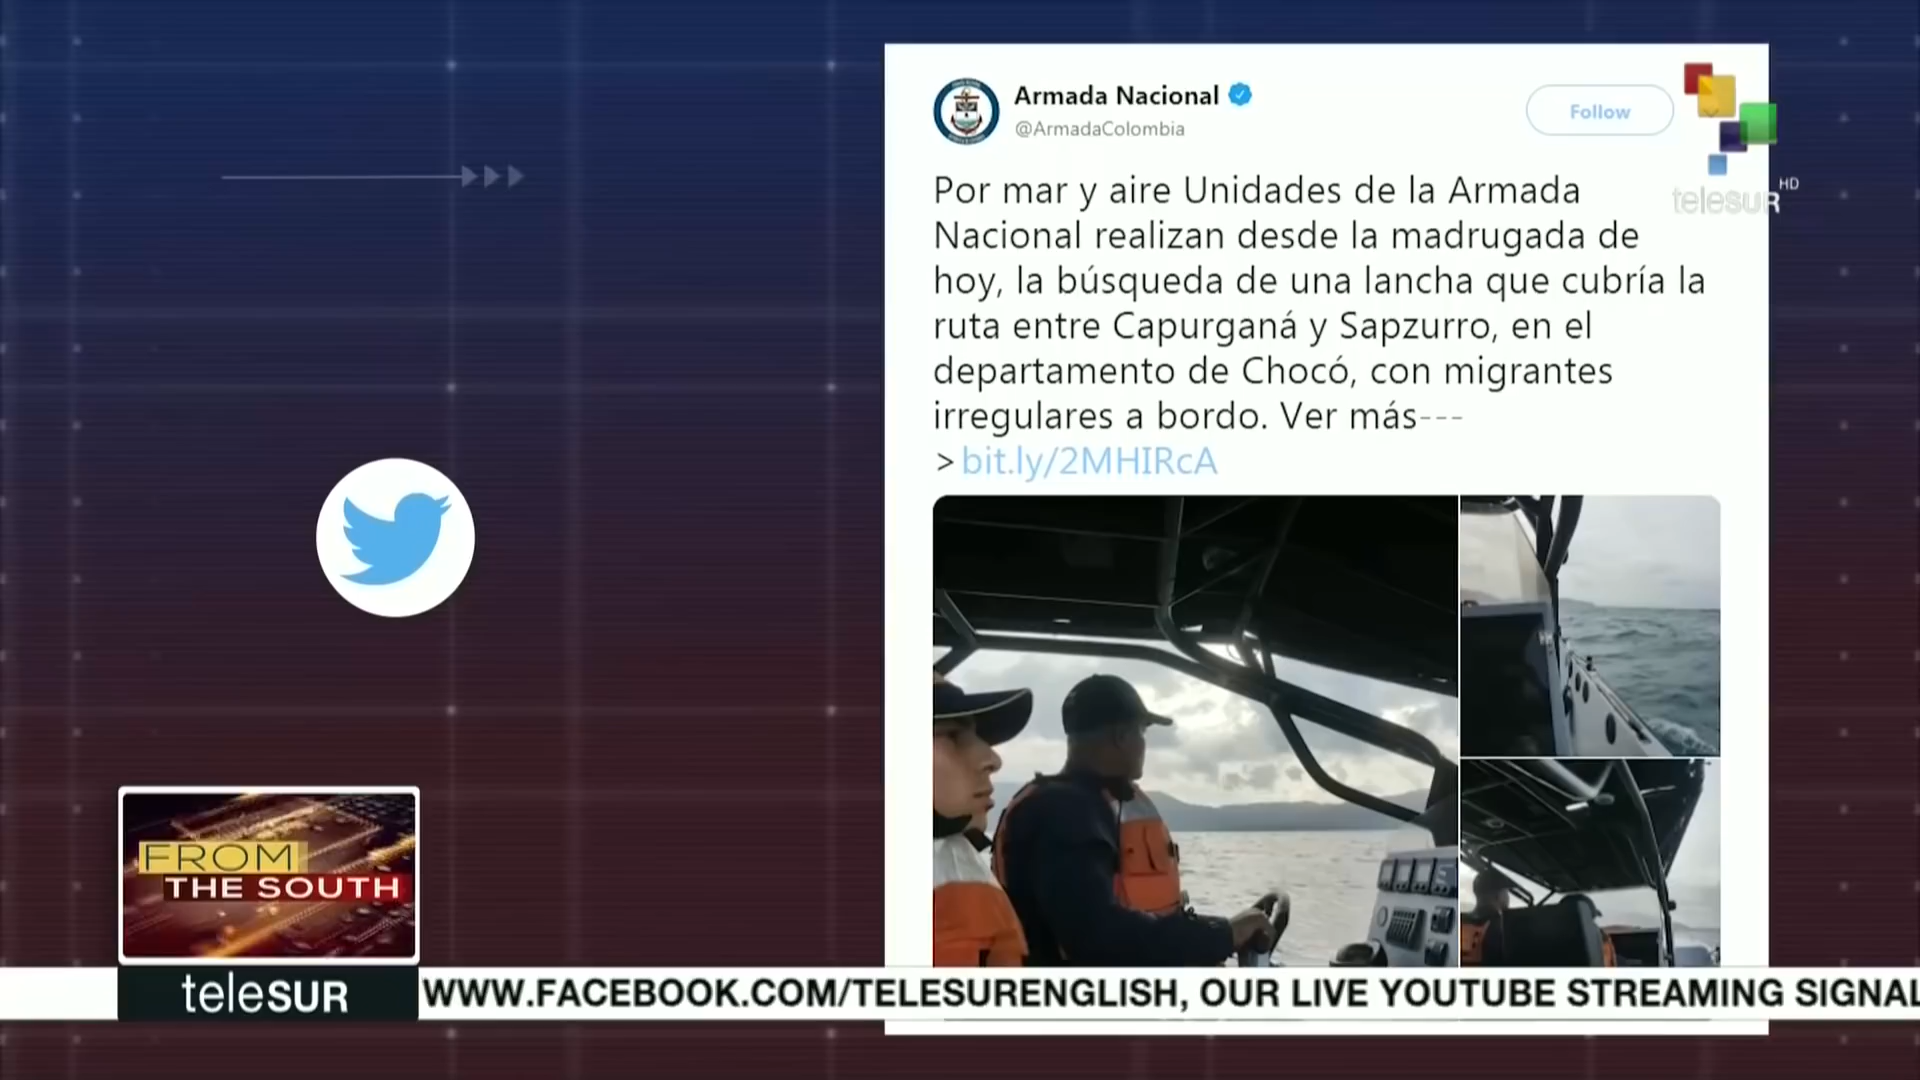 Armada Nacional
@ArmadaColombia
Follow
HD
telesur
Por mar y aire Unidades de la Armada
Nacional realizan desde la madrugada de
hoy, la búsqueda de una lancha que cubría la
ruta entre Capurganá y Sapzurro, en el
departamento de Chocó, con migrantes
irregulares a bordo. Ver más---
>bit.ly/2MHIRcA
FROM
THE SOUTH
teleSUR
WWW.FACEBOOK.COM/TELESURENGLISH, OUR LIVE YOUTUBE STREAMING SIGNAL